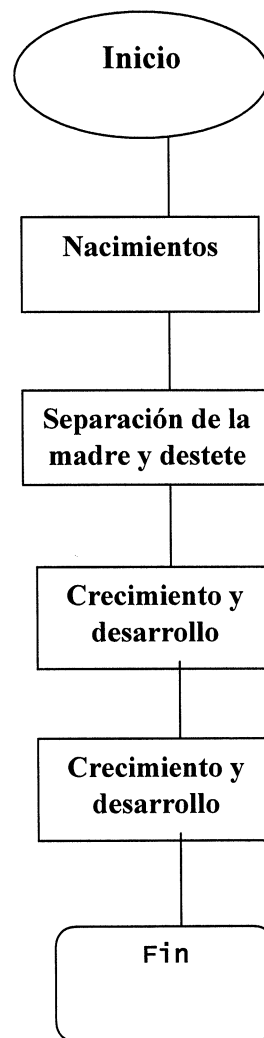 Inicio
Nacimientos
Separación de la
madre y destete
Crecimiento y
desarrollo
Crecimiento y
desarrollo
Fin